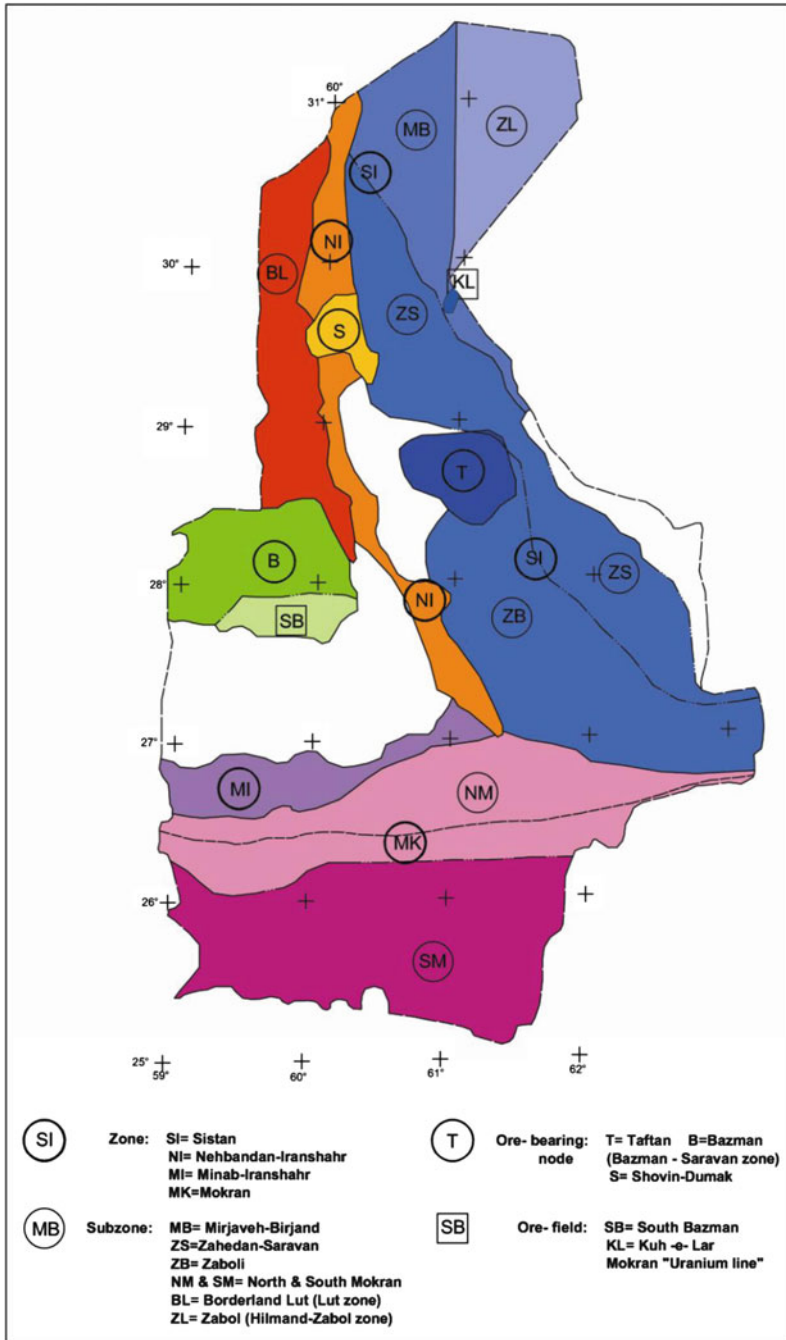 60°
31°
MB
ZL
SI
NI
30°
BL
KL
ZS
S
29°
T
B
SI
ZS
28°
NI
SB
ZB
27°
MI
NM
MK
26°
SM
25°
59°
60°
61°
62°
SI
Zone: SI= Sistan
NI= Nehbandan-Iranshahr
MI= Minab-Iranshahr
MK=Mokran
MB
Subzone: MB= Mirjaveh-Birjand
ZS=Zahedan-Saravan
ZB= Zaboli
NM & SM= North & South Mokran
BL= Borderland Lut (Lut zone)
ZL= Zabol (Hilmand-Zabol zone)
T
Ore- bearing: T= Taftan B=Bazman
node (Bazman - Saravan zone)
S= Shovin-Dumak
SB
Ore- field: SB= South Bazman
KL= Kuh -e- Lar
Mokran "Uranium line"